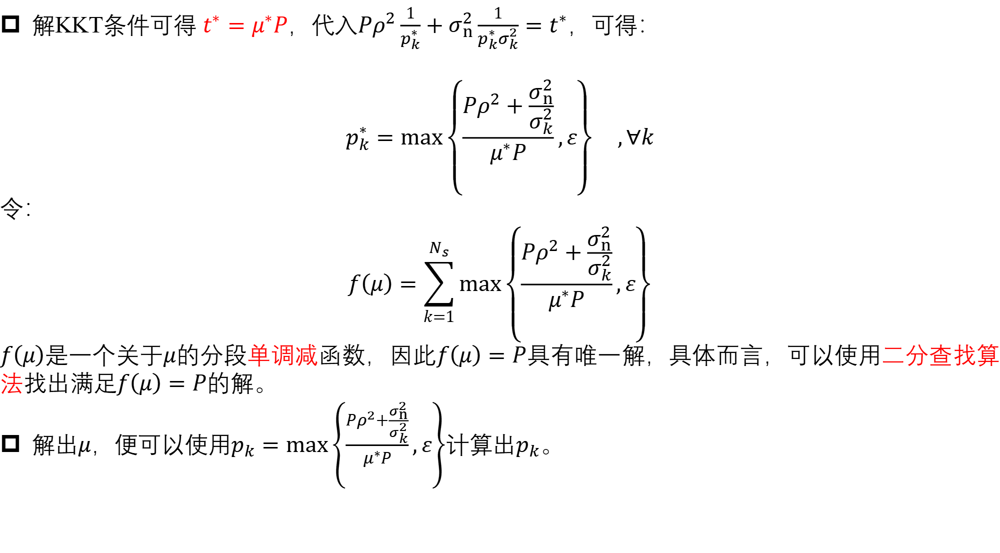 解KKT条件可得 $t^* = \mu^* P$，代入$P\rho^2 \frac{1}{p_k^*} + \sigma_{\mathrm{n}}^2 \frac{1}{p_k^* \sigma_k^2} = t^*$，可得：
$p_k^* = \max\left\{\frac{P\rho^2 + \frac{\sigma_{\mathrm{n}}^2}{\sigma_k^2}}{\mu^* P}, \varepsilon\right\} \quad , \forall k$
令：
$f(\mu) = \sum_{k=1}^{N_s} \max\left\{\frac{P\rho^2 + \frac{\sigma_{\mathrm{n}}^2}{\sigma_k^2}}{\mu^* P}, \varepsilon\right\}$
$f(\mu)$是一个关于$\mu$的分段单调减函数，因此$f(\mu) = P$具有唯一解，具体而言，可以使用二分查找算
法找出满足$f(\mu) = P$的解。
解出$\mu$，便可以使用$p_k = \max\left\{\frac{P\rho^2 + \frac{\sigma_{\mathrm{n}}^2}{\sigma_k^2}}{\mu^* P}, \varepsilon\right\}$计算出$p_k$。